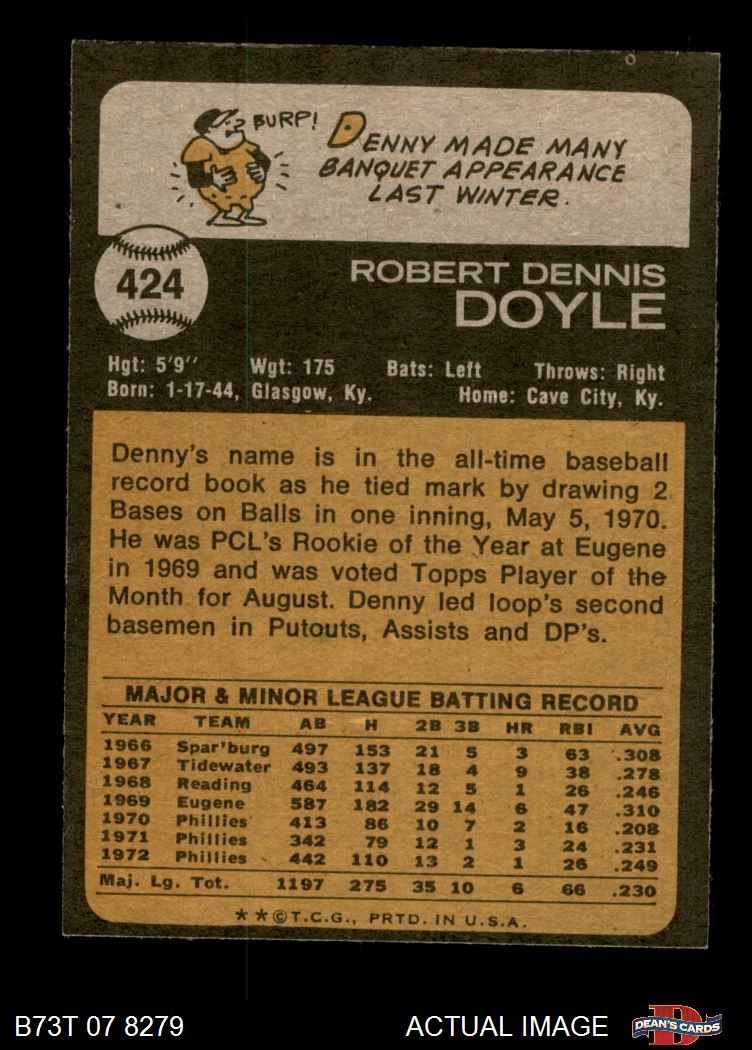 BURP! DENNY MADE MANY
BANQUET APPEARANCE
LAST WINTER.
424
ROBERT DENNIS
DOYLE
Hgt: 5'9" Wgt: 175 Bats: Left Throws: Right
Born: 1-17-44, Glasgow, Ky. Home: Cave City, Ky.
Denny's name is in the all-time baseball
record book as he tied mark by drawing 2
Bases on Balls in one inning, May 5, 1970.
He was PCL's Rookie of the Year at Eugene
in 1969 and was voted Topps Player of the
Month for August. Denny led loop's second
basemen in Putouts, Assists and DP's.
MAJOR & MINOR LEAGUE BATTING RECORD
YEAR TEAM AB H 2B 3B HR RBI AVG
1966 Spar'burg 497 153 21 5 3 63 .308
1967 Tidewater 493 137 18 4 9 38 .278
1968 Reading 464 114 12 5 1 26 .246
1969 Eugene 587 182 29 14 6 47 .310
1970 Phillies 413 86 10 7 2 16 .208
1971 Phillies 342 79 12 1 3 24 .231
1972 Phillies 442 110 13 2 1 26 .249
Maj. Lg. Tot. 1197 275 35 10 6 66 .230
**©T.C.G., PRTD. IN U.S.A.
B73T 07 8279 ACTUAL IMAGE DEAN'S CARDS